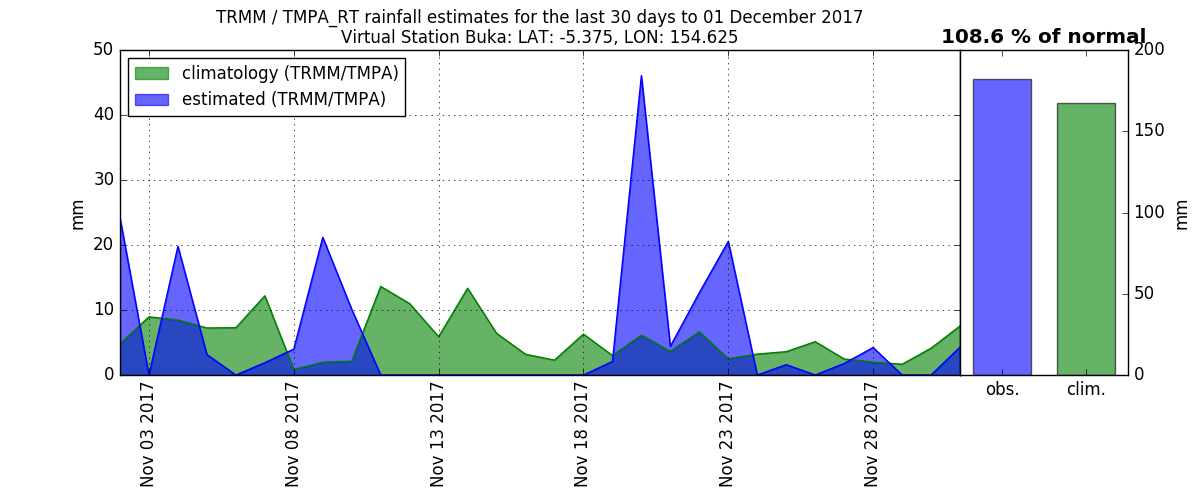 TRMM / TMPA_RT rainfall estimates for the last 30 days to 01 December 2017
Virtual Station Buka: LAT: -5.375, LON: 154.625
108.6 % of normal
climatology (TRMM/TMPA)
estimated (TRMM/TMPA)
50
40
30
20
10
0
mm
Nov 03 2017
Nov 08 2017
Nov 13 2017
Nov 18 2017
Nov 23 2017
Nov 28 2017
obs.
clim.
200
150
100
50
0
mm